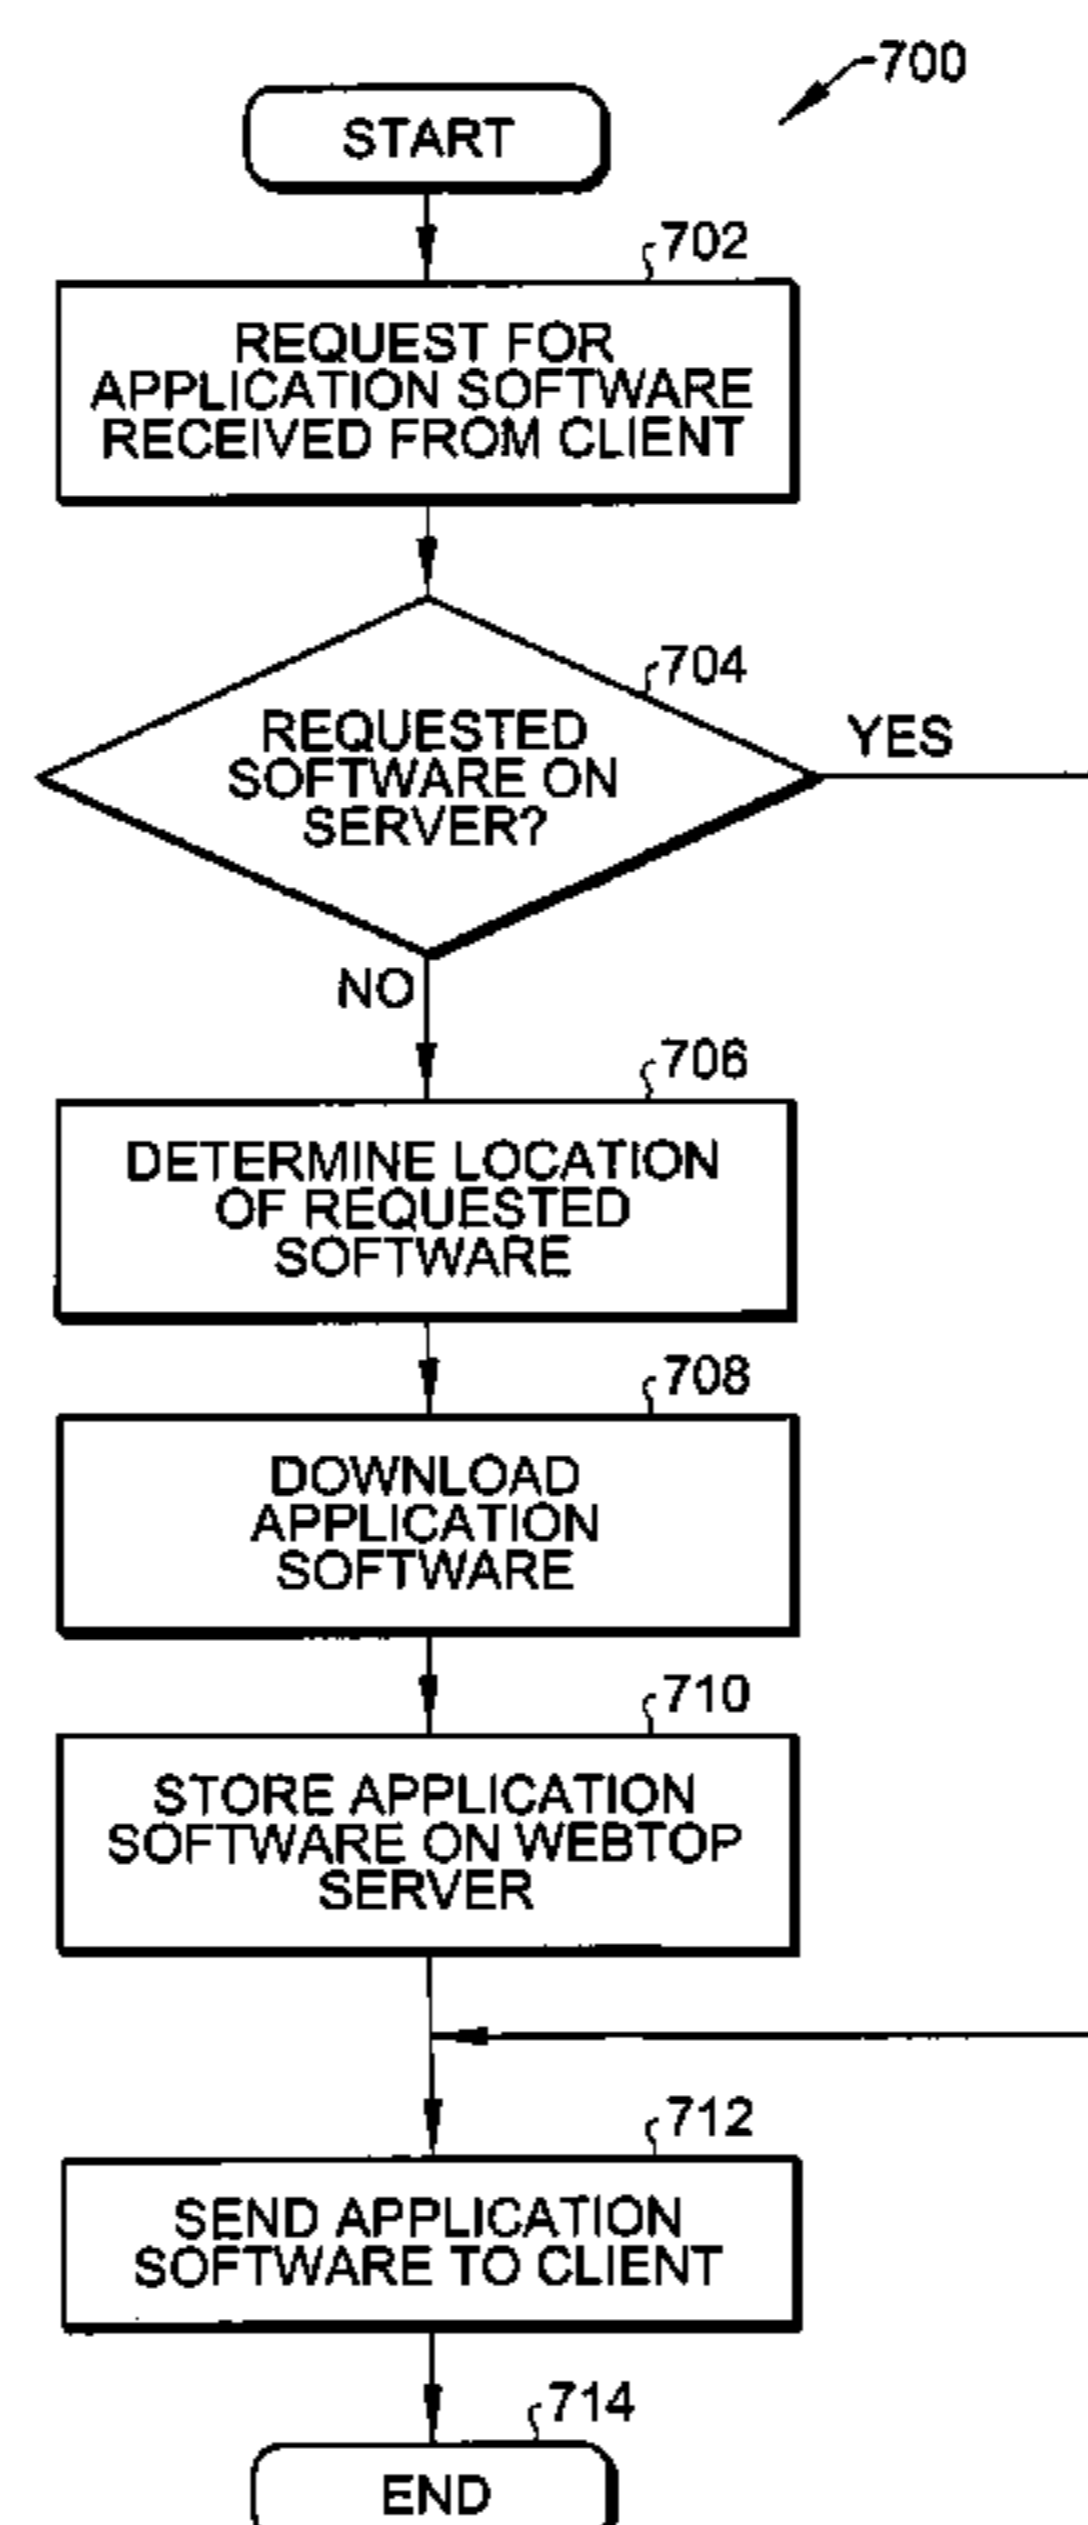 700
START
702
REQUEST FOR
APPLICATION SOFTWARE
RECEIVED FROM CLIENT
704
REQUESTED
SOFTWARE ON
SERVER?
YES
NO
706
DETERMINE LOCATION
OF REQUESTED
SOFTWARE
708
DOWNLOAD
APPLICATION
SOFTWARE
710
STORE APPLICATION
SOFTWARE ON WEBTOP
SERVER
712
SEND APPLICATION
SOFTWARE TO CLIENT
714
END